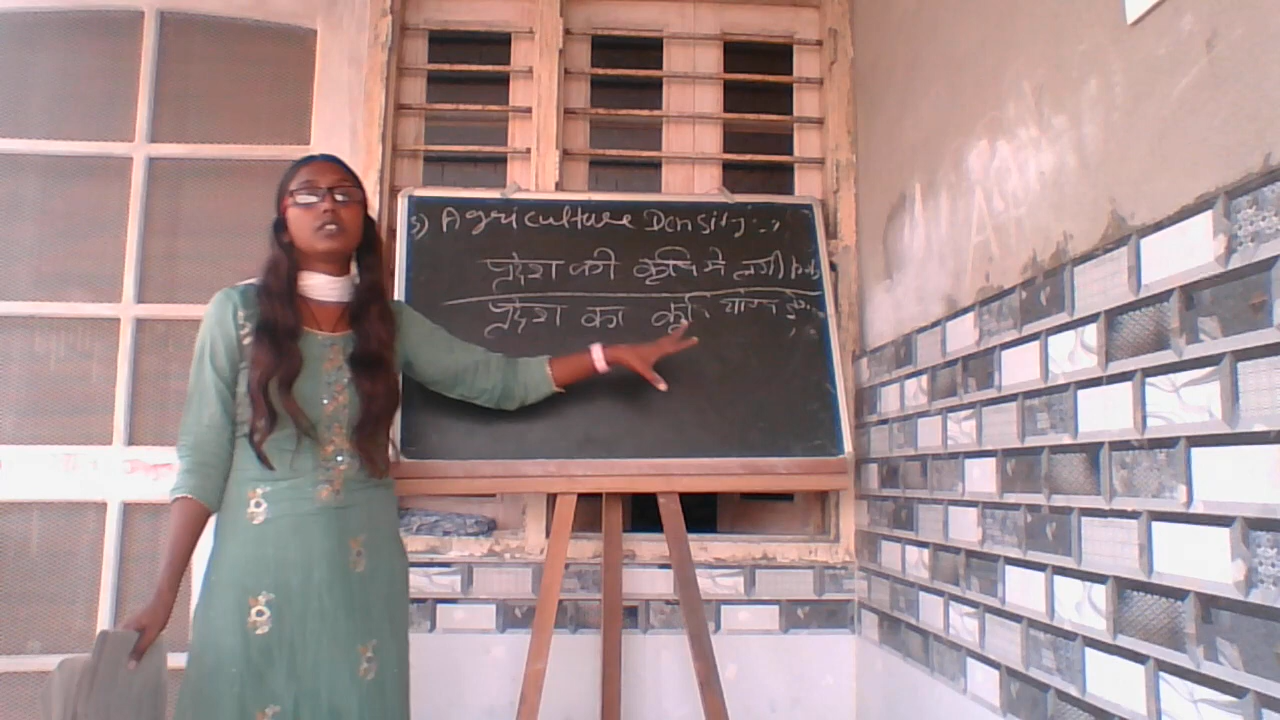 3) Agriculture Density :→
प्रदेश की कृषि में लगी
प्रदेश का कृषि योग्य